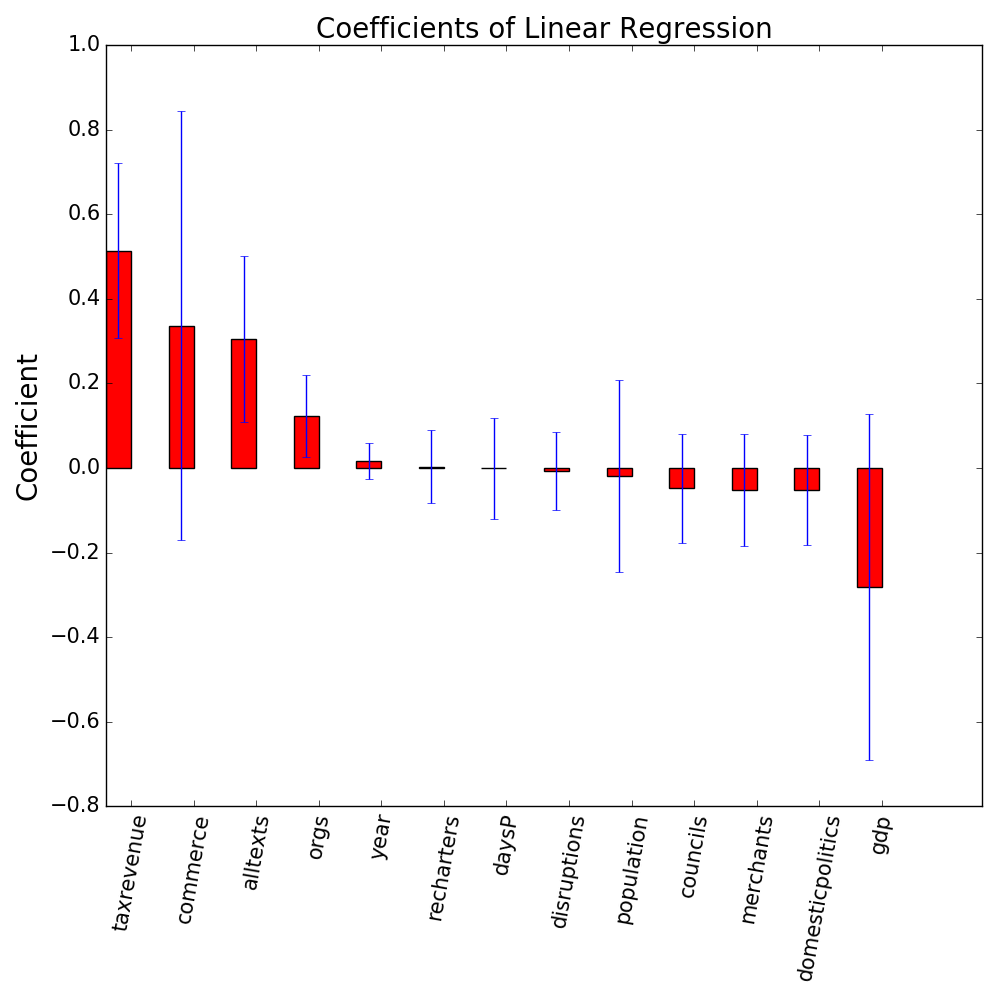 Coefficients of Linear Regression
1.0
0.8
0.6
0.4
0.2
0.0
−0.2
−0.4
−0.6
−0.8
Coefficient
taxrevenue
commerce
alltexts
orgs
year
recharters
daysP
disruptions
population
councils
merchants
domesticpolitics
gdp